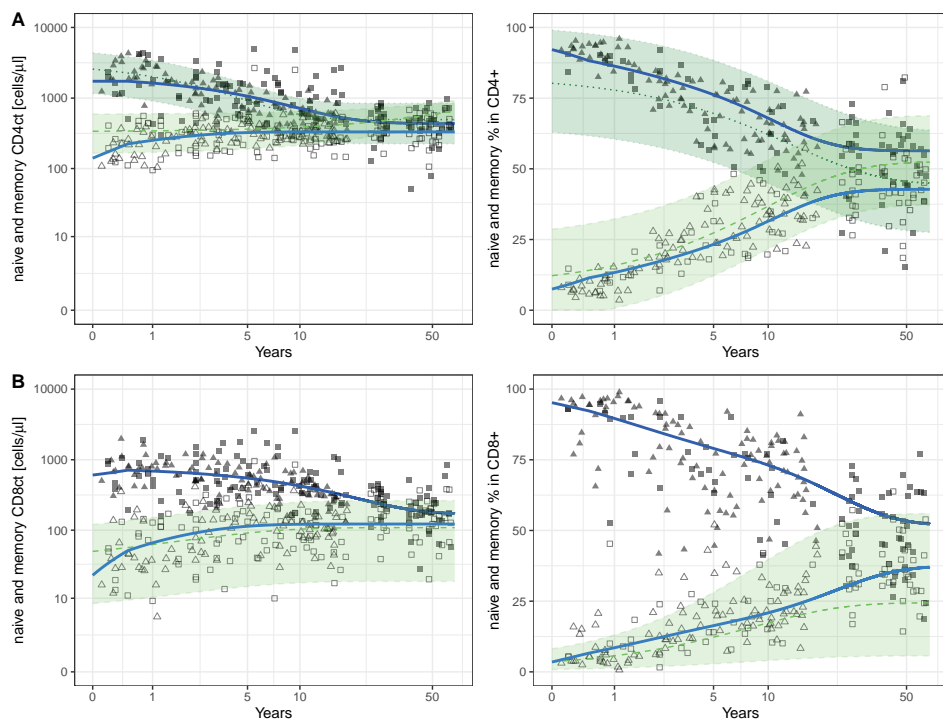 A
naive and memory CD4ct [cells/µl]
10000
1000
100
10
0
0 1 5 10 50
Years
naive and memory % in CD4+
100
75
50
25
0
0 1 5 10 50
Years
B
naive and memory CD8ct [cells/µl]
10000
1000
100
10
0
0 1 5 10 50
Years
naive and memory % in CD8+
100
75
50
25
0
0 1 5 10 50
Years